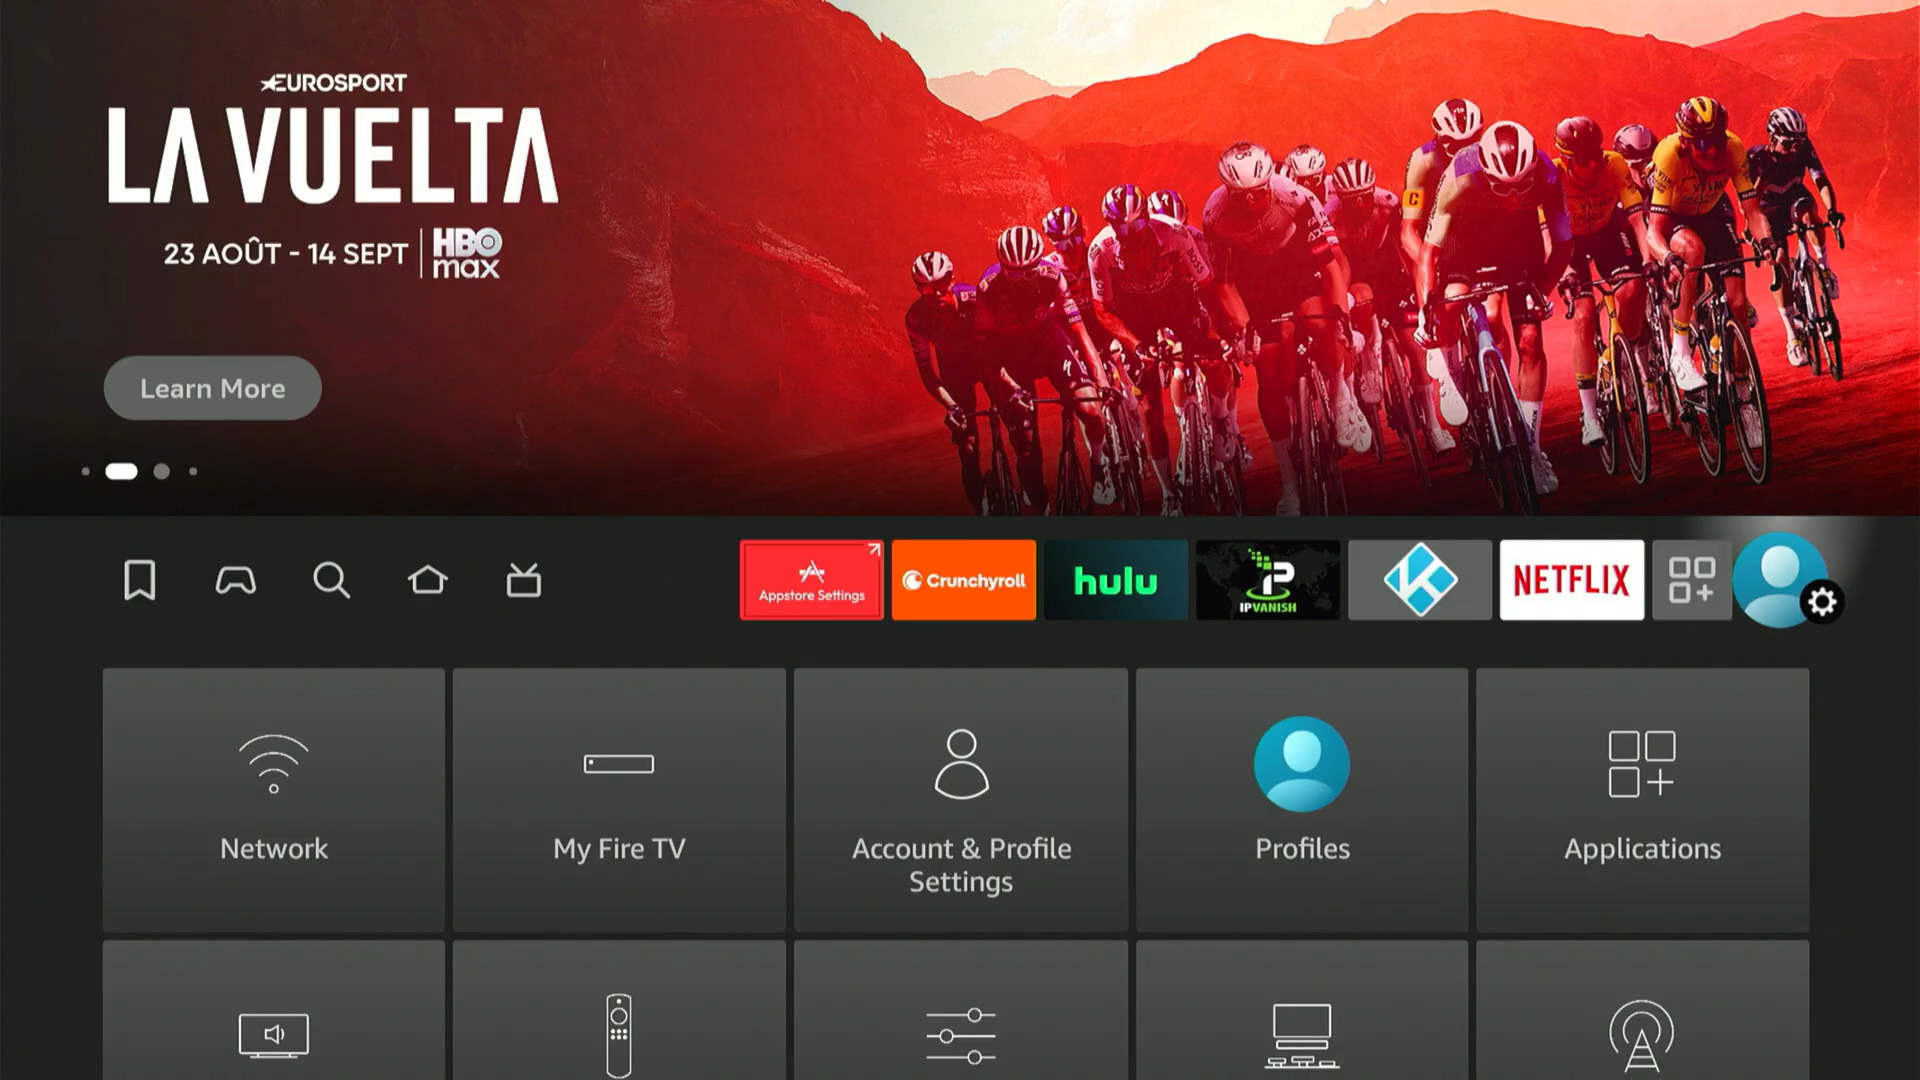 EUROSPORT
LA VUELTA
23 AOÛT - 14 SEPT
HBO
max
Learn More
Appstore Settings
Crunchyroll
hulu
IPVANISH
NETFLIX
Network
My Fire TV
Account & Profile
Settings
Profiles
Applications